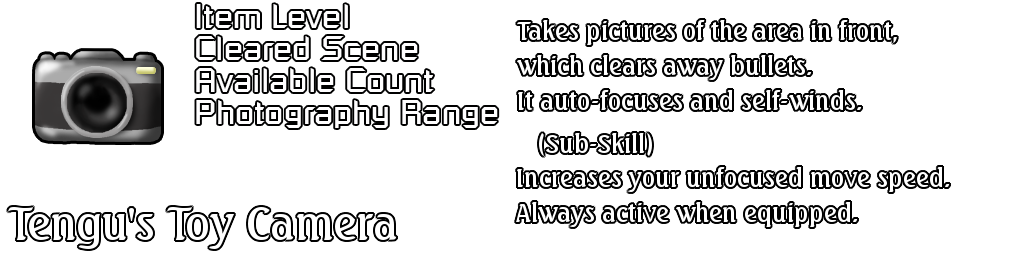 Item Level
Cleared Scene
Available Count
Photography Range
Takes pictures of the area in front,
which clears away bullets.
It auto-focuses and self-winds.
(Sub-Skill)
Increases your unfocused move speed.
Always active when equipped.
Tengu's Toy Camera